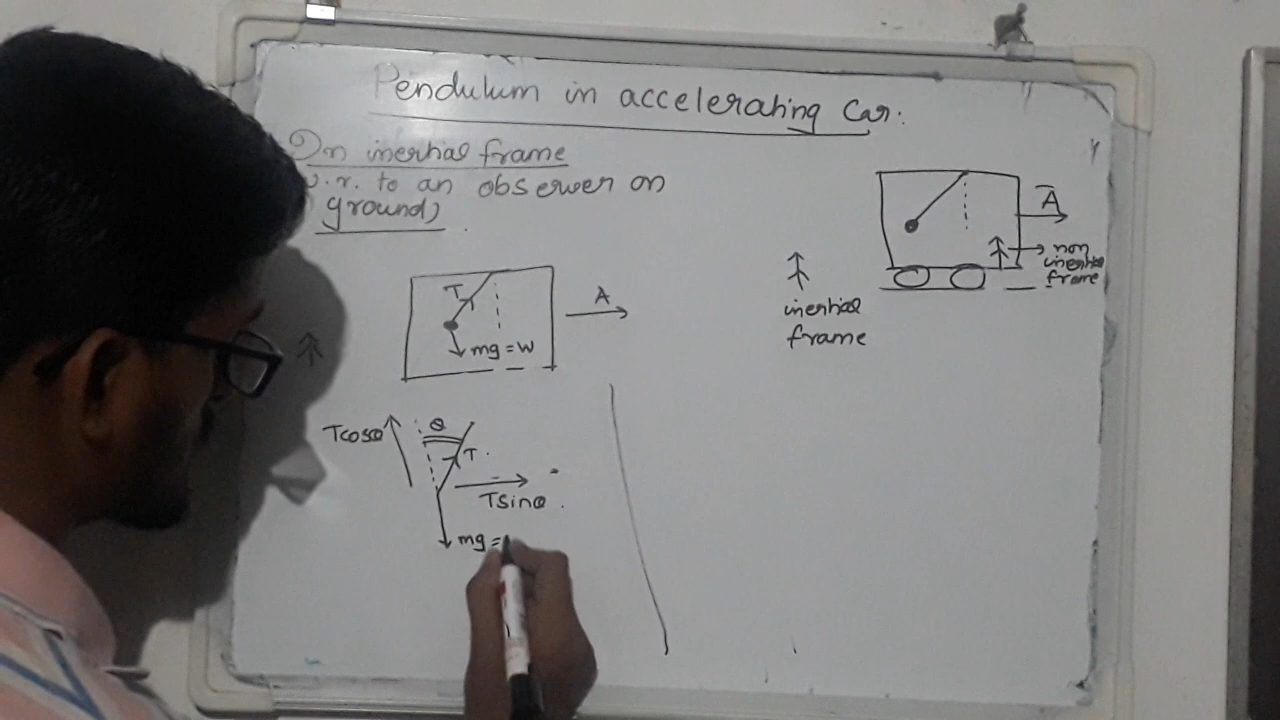 Pendulum in accelerating Car.
In inertial frame
w.r. to an observer on
ground)
T
A
mg = W
Tcosθ
θ
T
Tsinθ
mg =
A
non
inertial
frame
inertial
frame